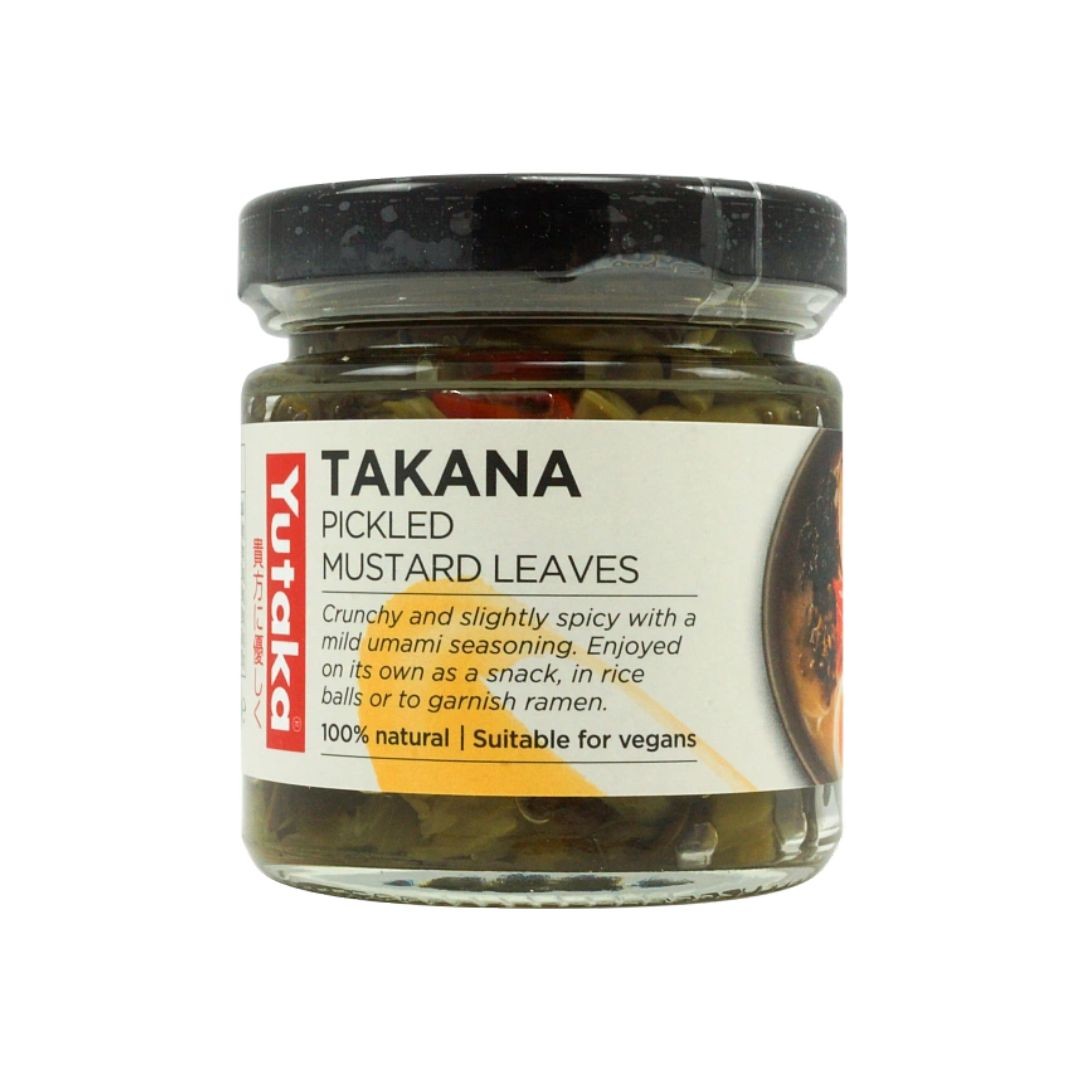 Yutaka®
貴方に優しく
TAKANA
PICKLED
MUSTARD LEAVES
Crunchy and slightly spicy with a
mild umami seasoning. Enjoyed
on its own as a snack, in rice
balls or to garnish ramen.
100% natural | Suitable for vegans